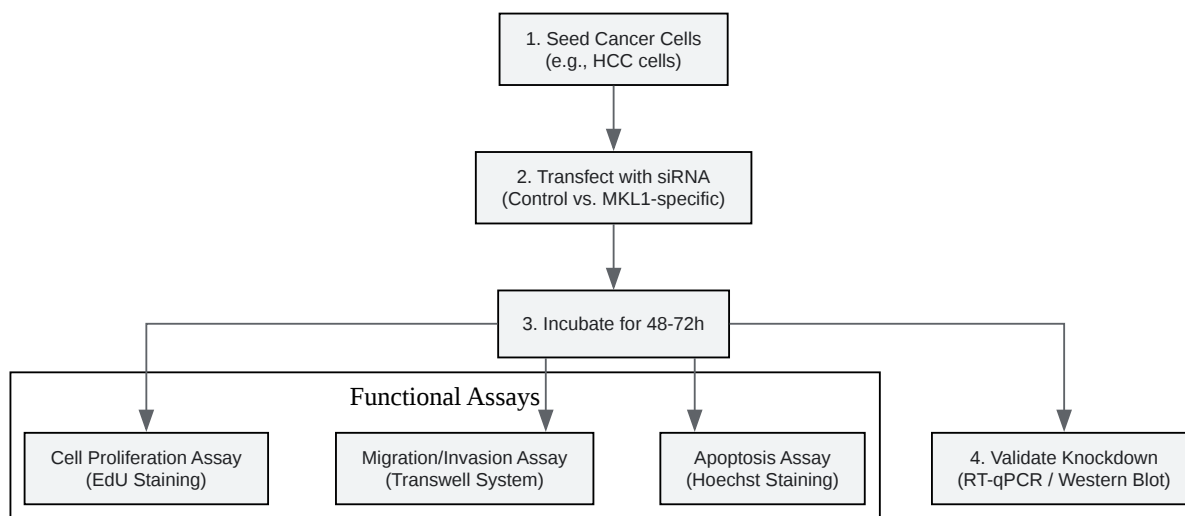 1. Seed Cancer Cells
(e.g., HCC cells)
2. Transfect with siRNA
(Control vs. MKL1-specific)
3. Incubate for 48-72h
Functional Assays
Cell Proliferation Assay
(EdU Staining)
Migration/Invasion Assay
(Transwell System)
Apoptosis Assay
(Hoechst Staining)
4. Validate Knockdown
(RT-qPCR / Western Blot)